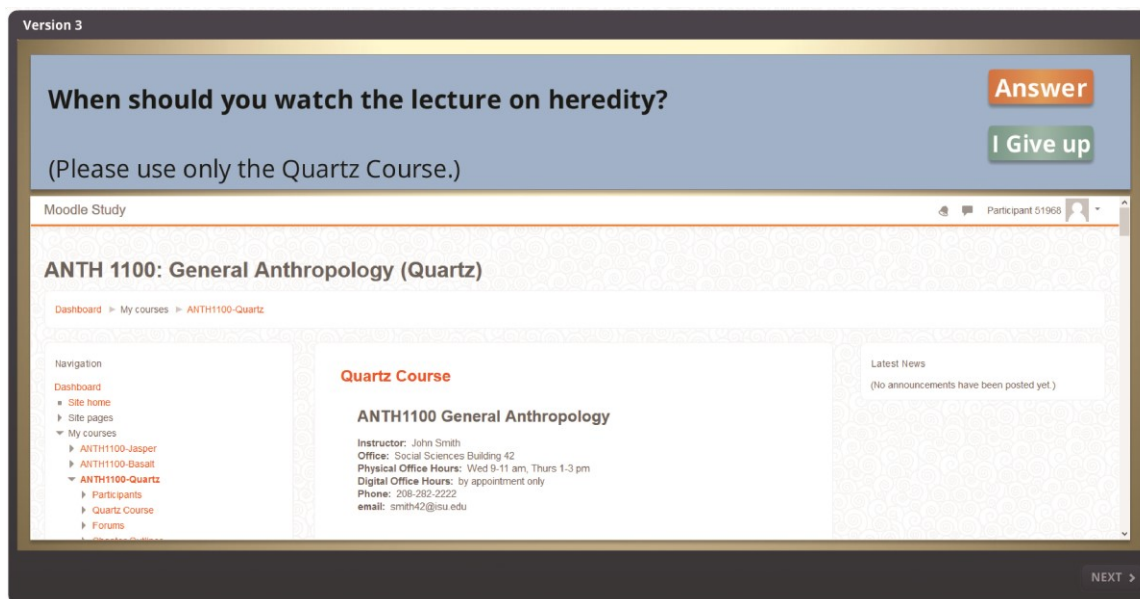 Version 3
When should you watch the lecture on heredity?
(Please use only the Quartz Course.)
Answer
I Give up
Moodle Study
Participant 51968
ANTH 1100: General Anthropology (Quartz)
Dashboard
My courses
ANTH1100-Quartz
Navigation
Dashboard
Site home
Site pages
My courses
ANTH1100-Jasper
ANTH1100-Basalt
ANTH1100-Quartz
Participants
Quartz Course
Forums
Quartz Course
ANTH1100 General Anthropology
Instructor: John Smith
Office: Social Sciences Building 42
Physical Office Hours: Wed 9-11 am, Thurs 1-3 pm
Digital Office Hours: by appointment only
Phone: 208-282-2222
email: smith42@isu.edu
Latest News
(No announcements have been posted yet.)
NEXT